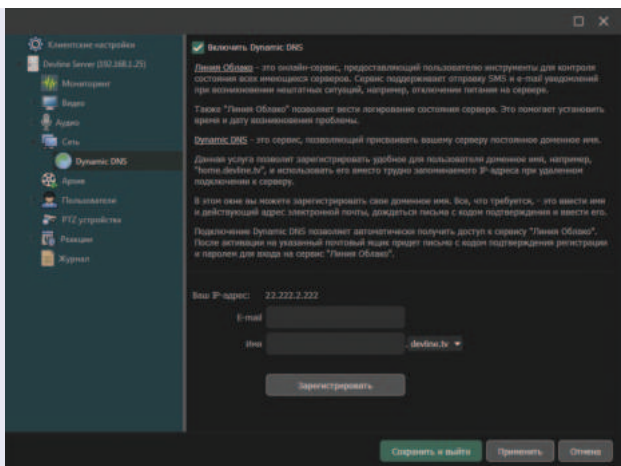 Клиентские настройки
Devline Server (192.168.1.25)
Мониторинг
Видео
Аудио
Сеть
Dynamic DNS
Архив
Пользователи
PTZ устройства
Реакции
Журнал
Включить Dynamic DNS
Линия Облако - это онлайн-сервис, предоставляющий пользователю инструменты для контроля
состояния всех имеющихся серверов. Сервис поддерживает отправку SMS и e-mail уведомлений
при возникновении нештатных ситуаций, например, отключении питания на сервере.
Также "Линия Облако" позволяет вести логирование состояния сервера. Это помогает установить
время и дату возникновения проблемы.
Dynamic DNS - это сервис, позволяющий присваивать вашему серверу постоянное доменное имя.
Данная услуга позволит зарегистрировать удобное для пользователя доменное имя, например,
"home.devline.tv", и использовать его вместо трудно запоминаемого IP-адреса при удаленном
подключении к серверу.
В этом окне вы можете зарегистрировать свое доменное имя. Все, что требуется, - это ввести имя
и действующий адрес электронной почты, дождаться письма с кодом подтверждения и ввести его.
Подключение Dynamic DNS позволяет автоматически получить доступ к сервису "Линия Облако".
После активации на указанный почтовый ящик придет письмо с кодом подтверждения регистрации
и паролем для входа на сервис "Линия Облако".
Ваш IP-адрес: 22.222.2.222
E-mail
Имя .devline.tv
Зарегистрировать
Сохранить и выйти Применить Отмена